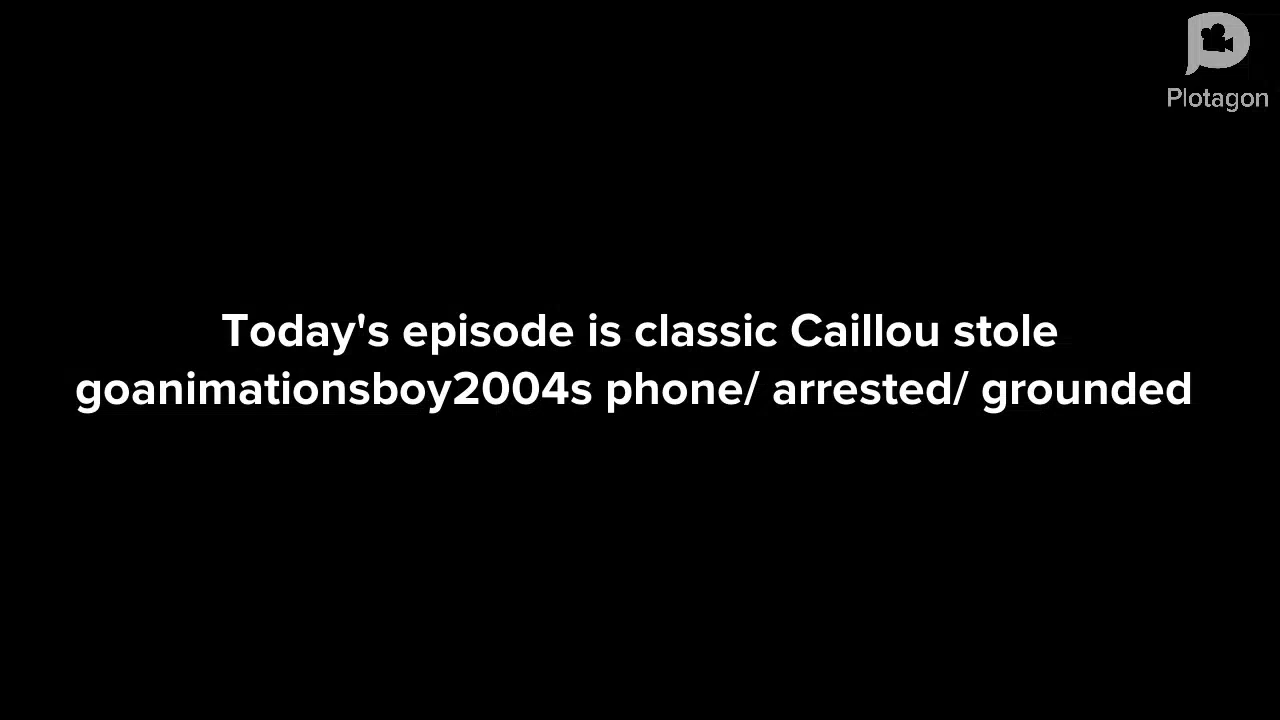 Plotagon
Today's episode is classic Caillou stole
goanimationsboy2004s phone/ arrested/ grounded